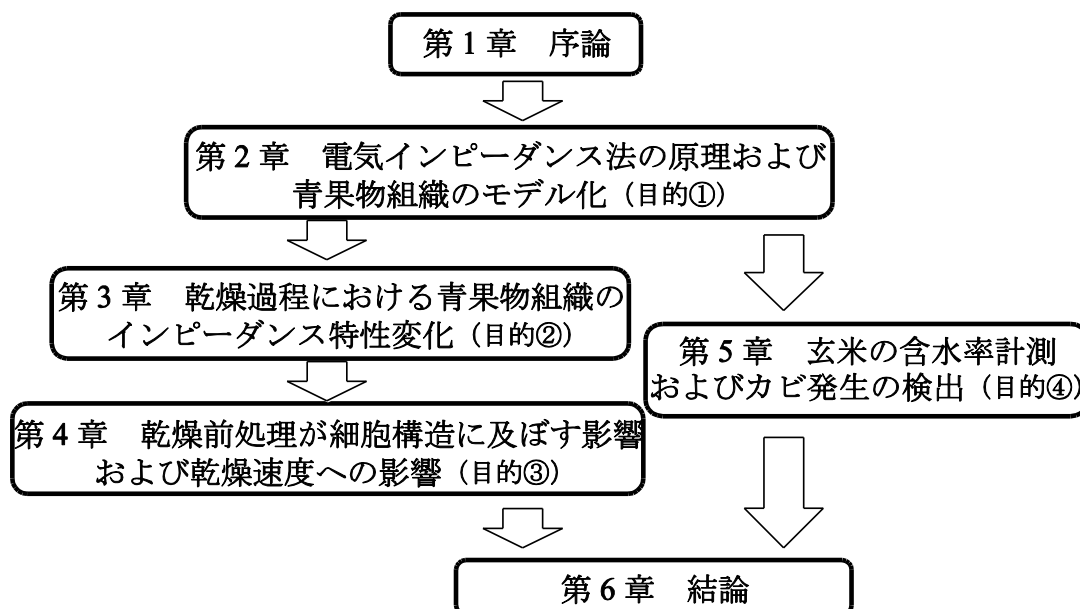 第1章　序論
第2章　電気インピーダンス法の原理および
青果物組織のモデル化（目的①）
第3章　乾燥過程における青果物組織の
インピーダンス特性変化（目的②）
第4章　乾燥前処理が細胞構造に及ぼす影響
および乾燥速度への影響（目的③）
第5章　玄米の含水率計測
およびカビ発生の検出（目的④）
第6章　結論